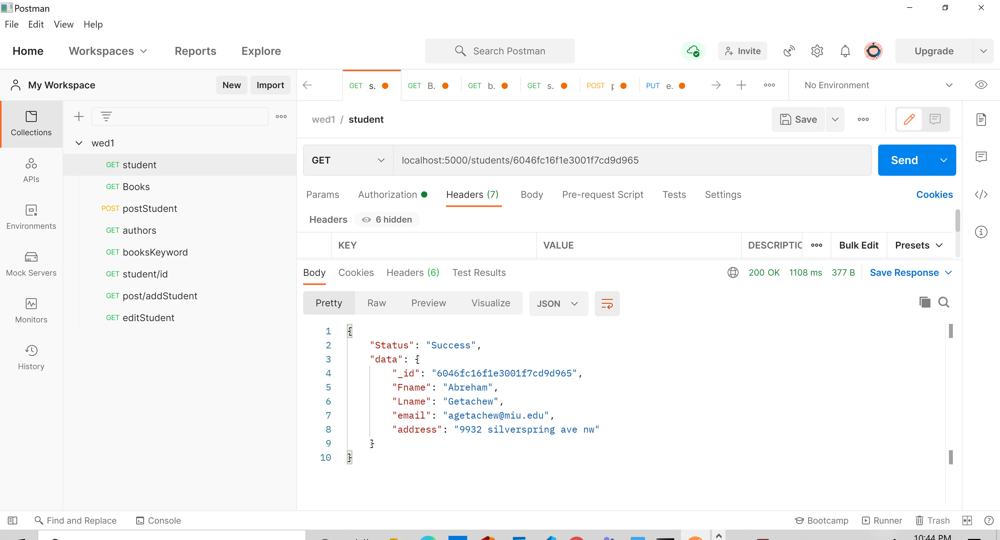 Postman
File Edit View Help
Home Workspaces Reports Explore Search Postman Invite Upgrade
My Workspace New Import
GET s. GET B. GET b. GET s. POST PUT e. No Environment
Collections
APIs
Environments
Mock Servers
Monitors
History
wed1
GET student
GET Books
POST postStudent
GET authors
GET booksKeyword
GET student/id
GET post/addStudent
GET editStudent
wed1 / student Save
GET localhost:5000/students/6046fc16f1e3001f7cd9d965 Send
Params Authorization Headers (7) Body Pre-request Script Tests Settings Cookies
Headers 6 hidden
KEY VALUE DESCRIPTIO Bulk Edit Presets
Body Cookies Headers (6) Test Results 200 OK 1108 ms 377 B Save Response
Pretty Raw Preview Visualize JSON
1 {
2 "Status": "Success",
3 "data": {
4 "_id": "6046fc16f1e3001f7cd9d965",
5 "Fname": "Abreham",
6 "Lname": "Getachew",
7 "email": "agetachew@miu.edu",
8 "address": "9932 silverspring ave nw"
9 }
10 }
Find and Replace Console Bootcamp Runner Trash
10:44 PM